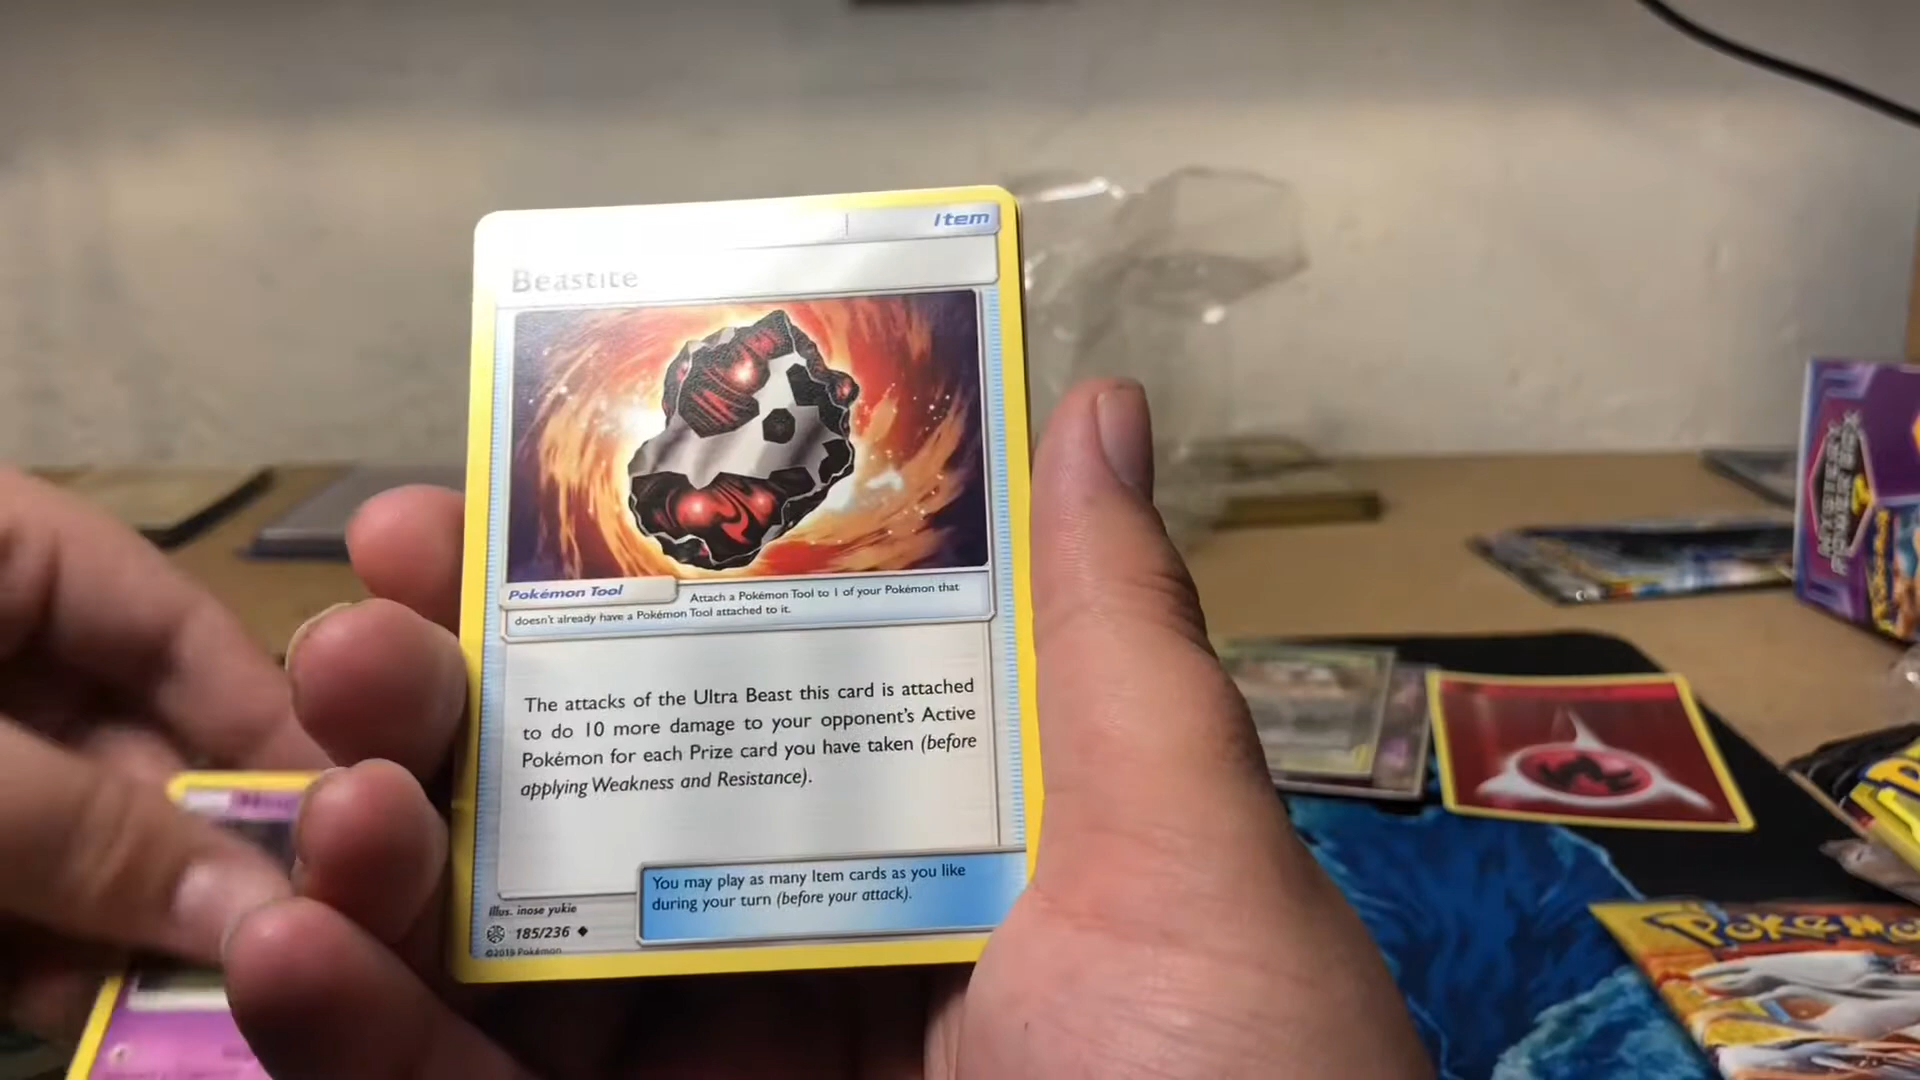 Item
Beastite
Pokémon Tool
Attach a Pokémon Tool to 1 of your Pokémon that
doesn't already have a Pokémon Tool attached to it.
The attacks of the Ultra Beast this card is attached
to do 10 more damage to your opponent's Active
Pokémon for each Prize card you have taken (before
applying Weakness and Resistance).
You may play as many Item cards as you like
during your turn (before your attack).
illus. inose yukie
185/236
©2019 Pokémon
MYSTERY
POWER BOX
POKéMO